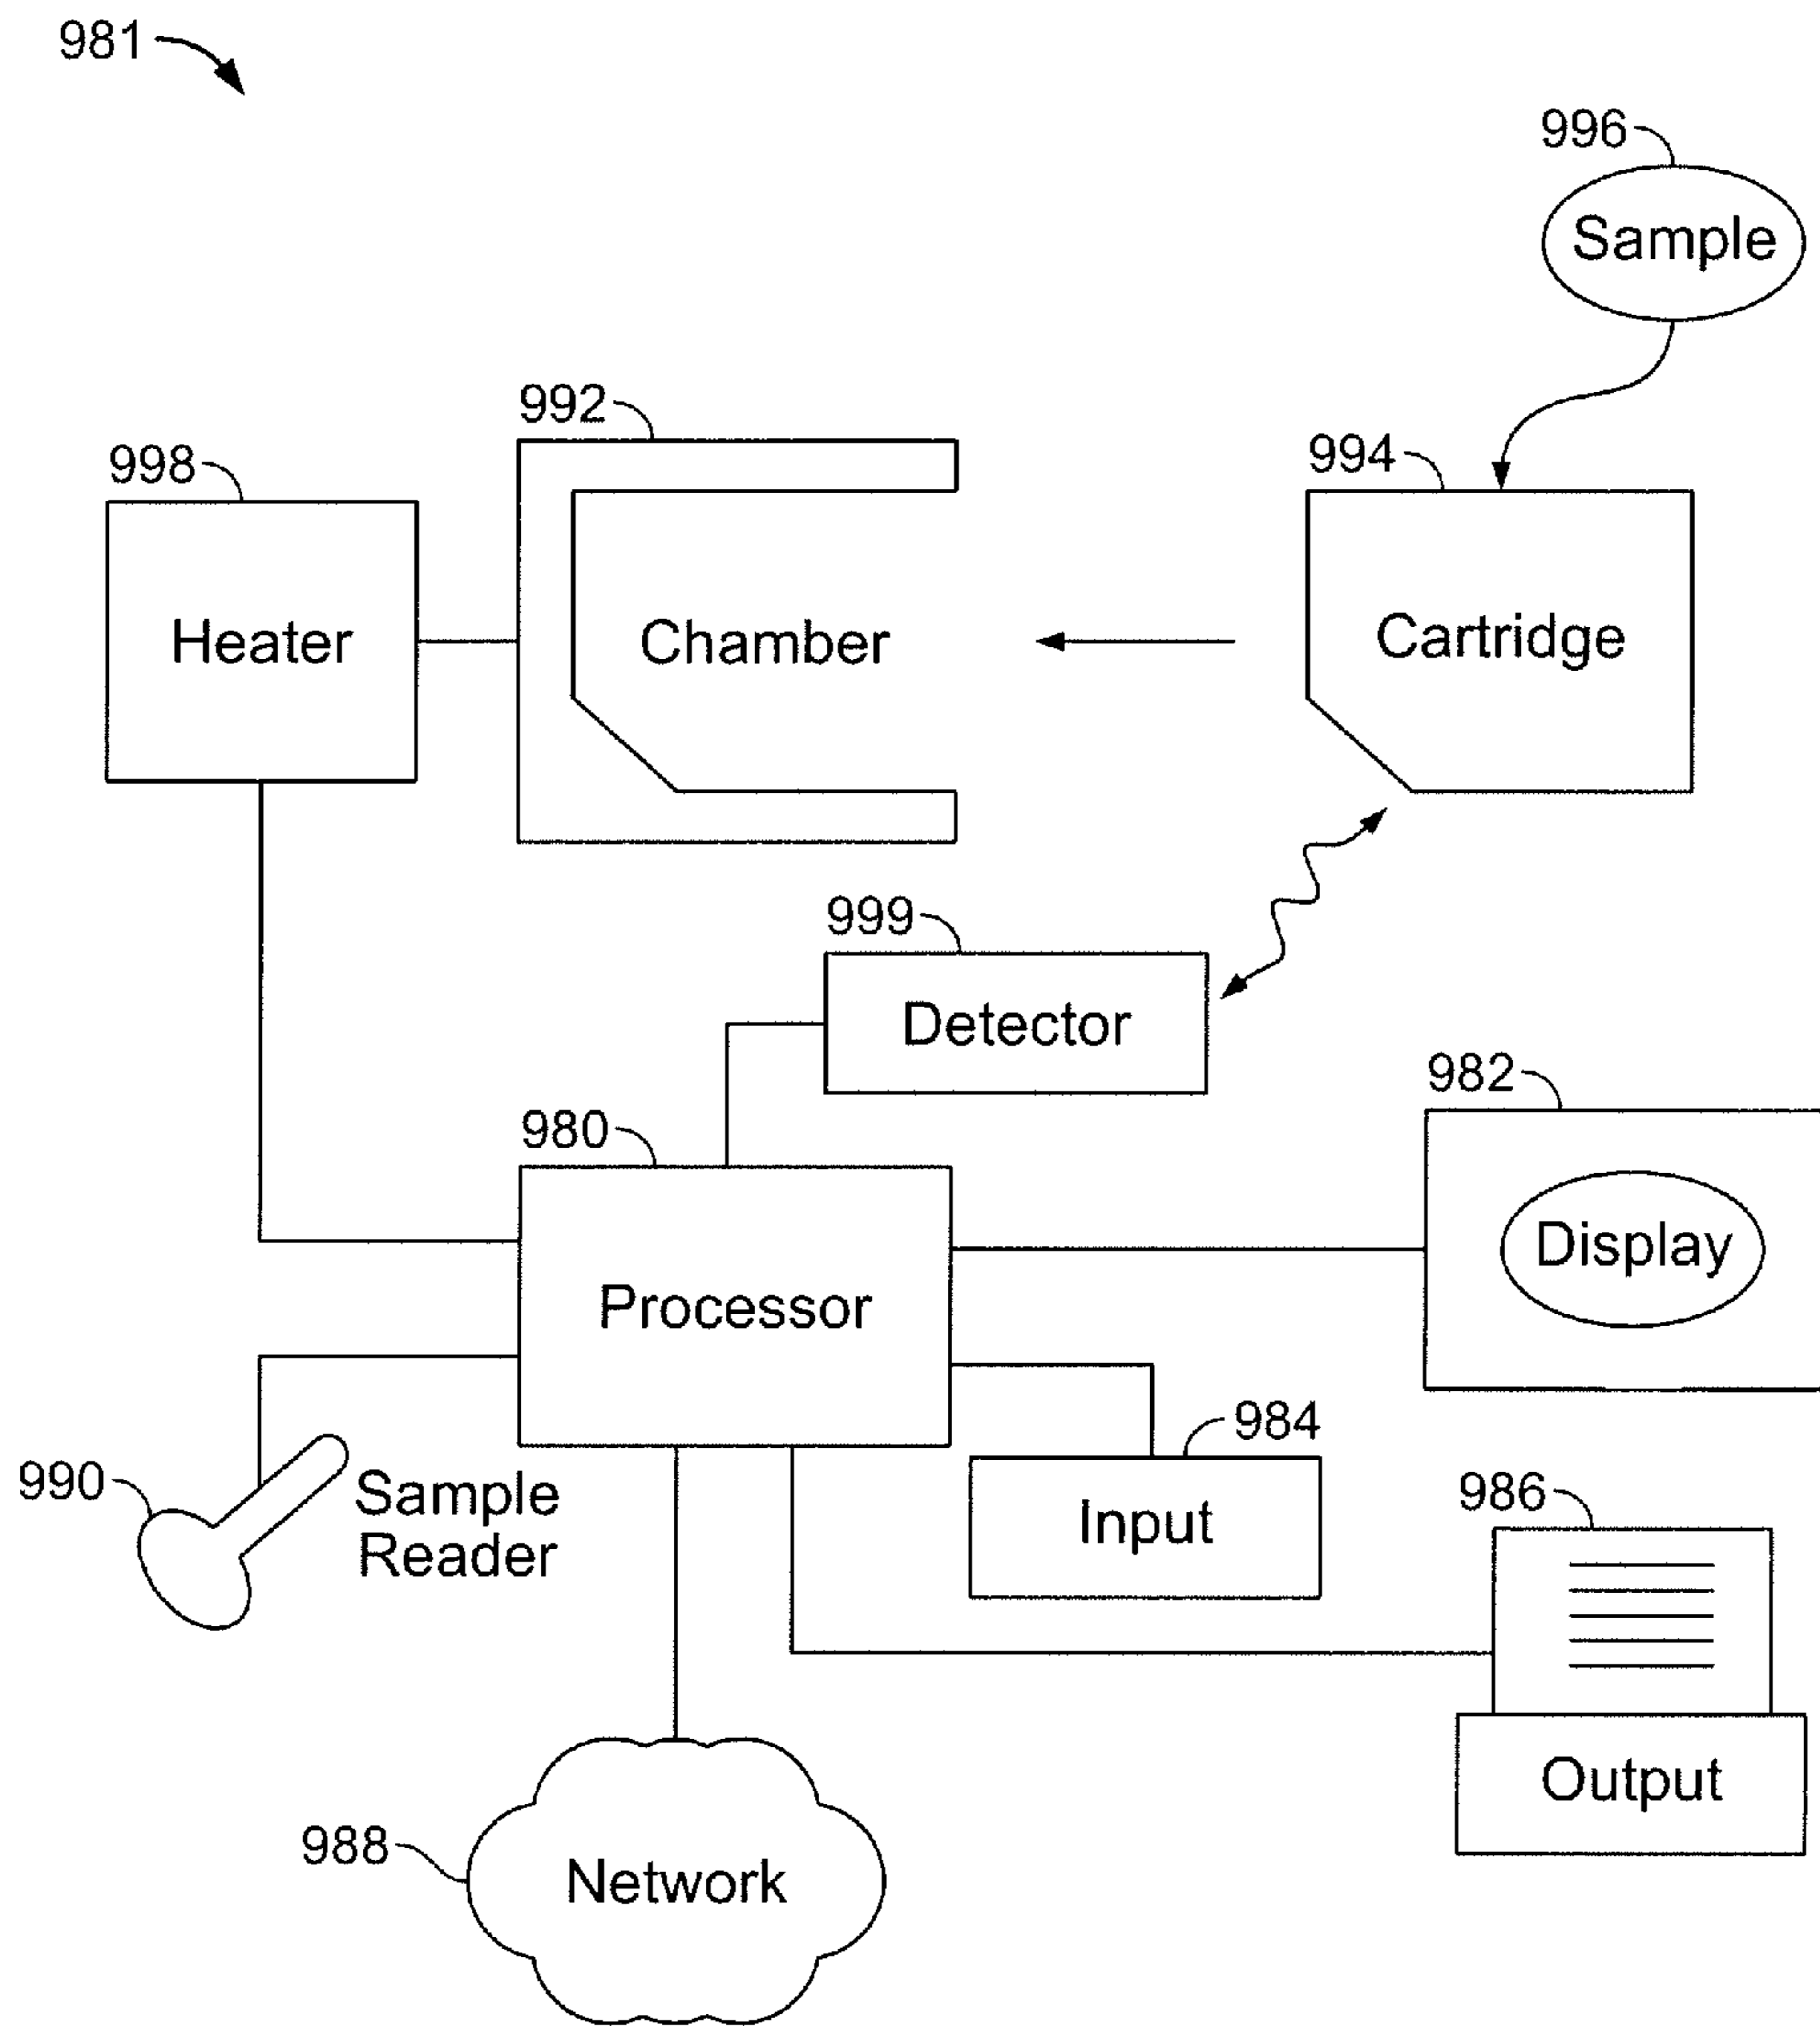 981
996
Sample
992
998
994
Heater
Chamber
Cartridge
999
Detector
982
980
Display
Processor
984
990
Sample
Reader
Input
986
Output
988
Network